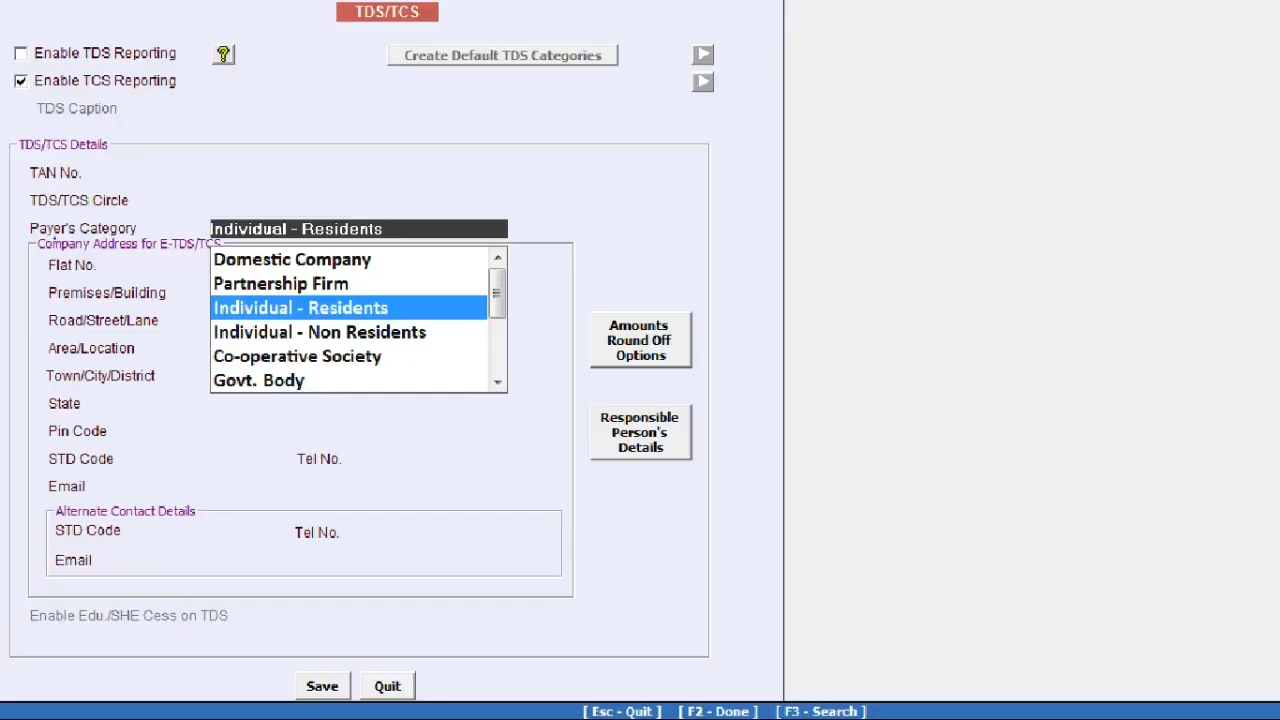 TDS/TCS
Enable TDS Reporting
?
Create Default TDS Categories
Enable TCS Reporting
TDS Caption
TDS/TCS Details
TAN No.
TDS/TCS Circle
Payer's Category
Individual - Residents
Company Address for E-TDS/TCS
Domestic Company
Partnership Firm
Individual - Residents
Individual - Non Residents
Co-operative Society
Govt. Body
Flat No.
Premises/Building
Road/Street/Lane
Area/Location
Town/City/District
State
Pin Code
STD Code
Tel No.
Email
Amounts
Round Off
Options
Responsible
Person's
Details
Alternate Contact Details
STD Code
Tel No.
Email
Enable Edu./SHE Cess on TDS
Save
Quit
[ Esc - Quit ] [ F2 - Done ] [ F3 - Search ]